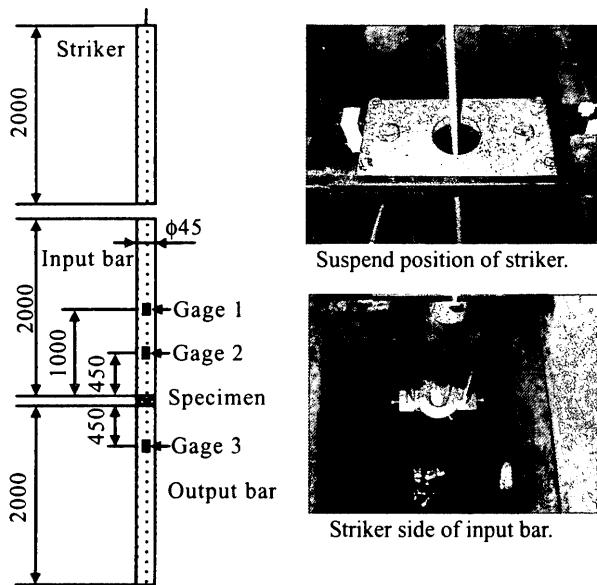 Striker
2000
Input bar
φ45
2000
Gage 1
1000
Gage 2
450
Specimen
450
Gage 3
2000
Output bar
Suspend position of striker.
Striker side of input bar.